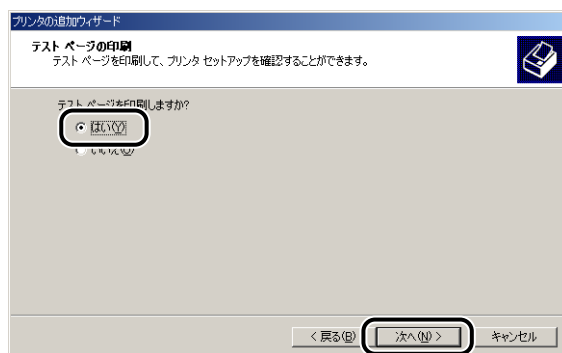 プリンタの追加ウィザード
テスト ページの印刷
テスト ページを印刷して、プリンタ セットアップを確認することができます。
テスト ページを印刷しますか?
はい(Y)
いいえ(O)
< 戻る(B)
次へ(N) >
キャンセル